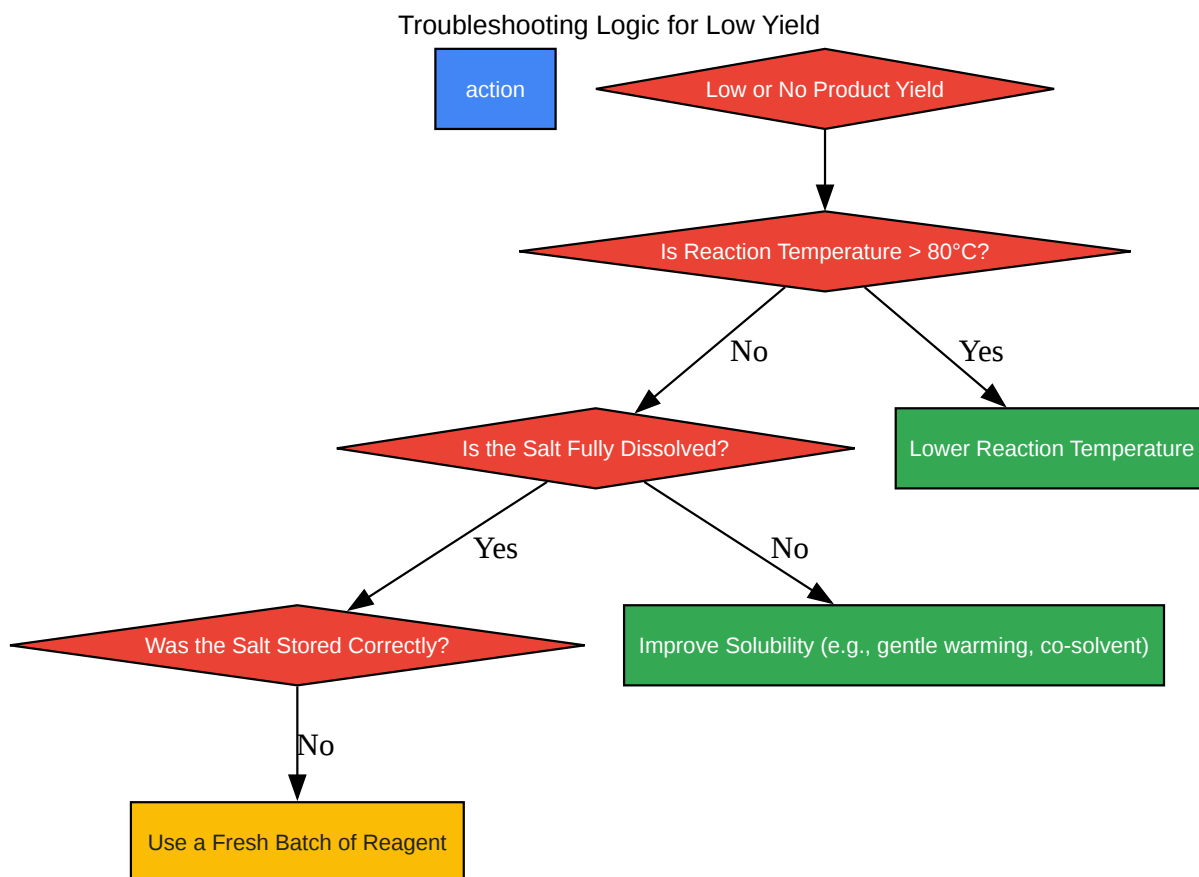 Troubleshooting Logic for Low Yield
action
Low or No Product Yield
Is Reaction Temperature > 80°C?
No
Yes
Is the Salt Fully Dissolved?
Lower Reaction Temperature
Yes
No
Was the Salt Stored Correctly?
Improve Solubility (e.g., gentle warming, co-solvent)
No
Use a Fresh Batch of Reagent